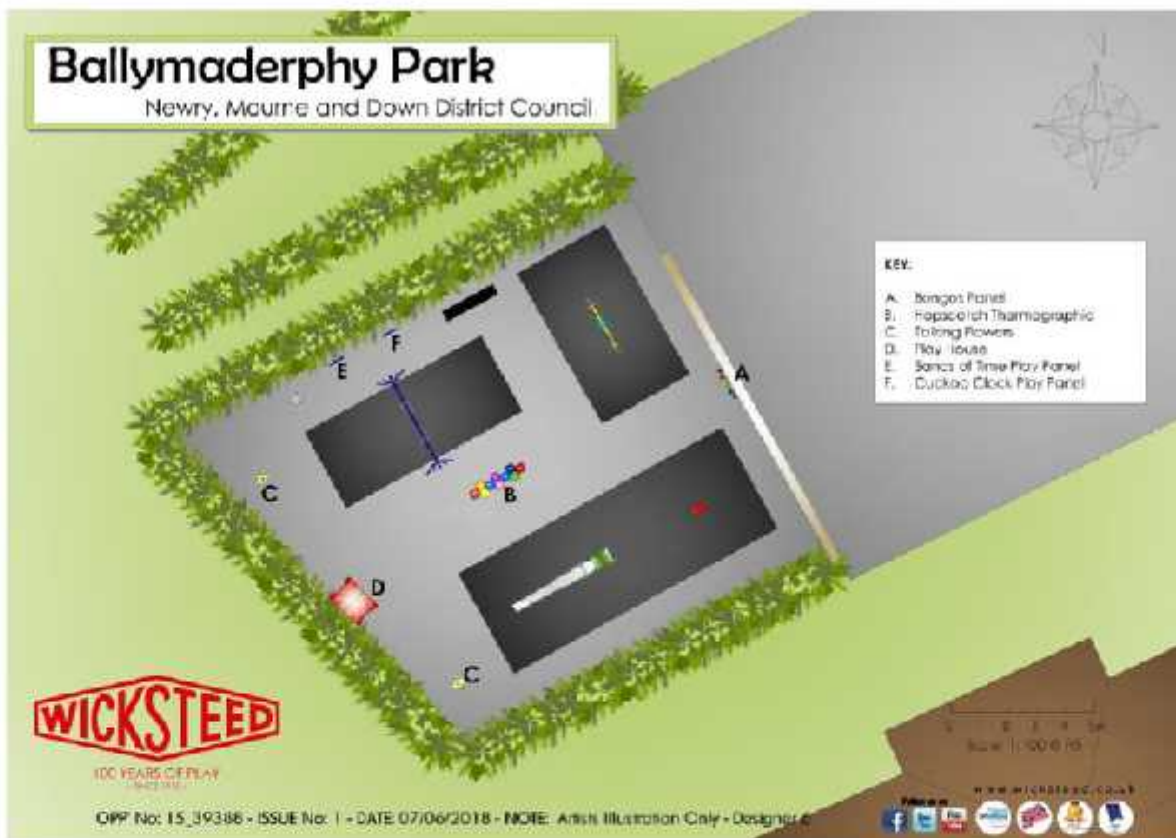 Ballymaderphy Park
Newry, Mourne and Down District Council
N
KEY:
A. Bongos Panel
B. Hopscotch Thermographic
C. Talking Flowers
D. Play House
E. Sands of Time Play Panel
F. Cuckoo Clock Play Panel
A
B
C
C
D
E
F
WICKSTEED
100 YEARS OF PLAY
www.wicksteed.co.uk
OPP No: 15_39388 - ISSUE No: 1 - DATE 07/06/2018 - NOTE: Artists Illustration Only - Designer